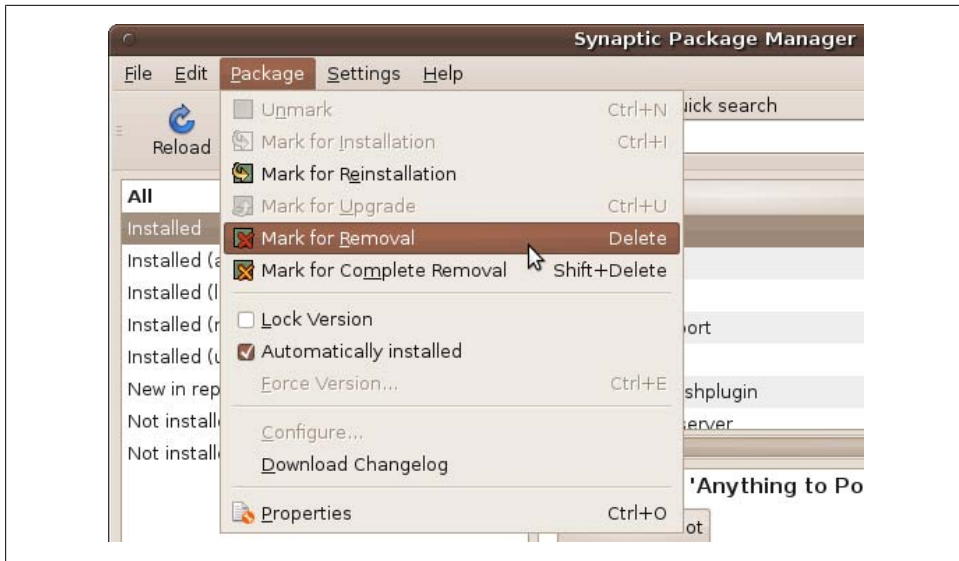 Synaptic Package Manager
File Edit Package Settings Help
Reload
search
Unmark Ctrl+N
Mark for Installation Ctrl+I
Mark for Reinstallation
Mark for Upgrade Ctrl+U
Mark for Removal Delete
Mark for Complete Removal Shift+Delete
Lock Version
Automatically installed
Force Version... Ctrl+E
Configure...
Download Changelog
Properties Ctrl+O
All
Installed
Installed (a
Installed (l
Installed (r
Installed (u
New in rep
Not install
Not install
ort
shplugin
server
'Anything to Po
ot